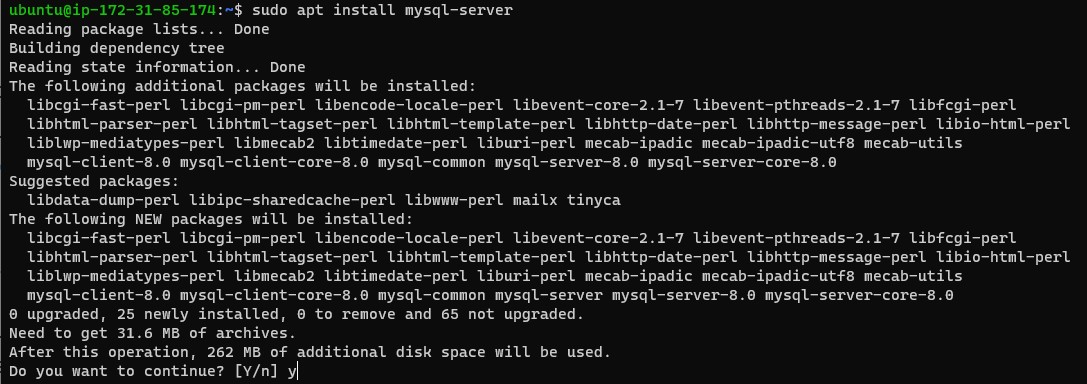 ubuntu@ip-172-31-85-174:~$ sudo apt install mysql-server
Reading package lists... Done
Building dependency tree
Reading state information... Done
The following additional packages will be installed:
  libcgi-fast-perl libcgi-pm-perl libencode-locale-perl libevent-core-2.1-7 libevent-pthreads-2.1-7 libfcgi-perl
  libhtml-parser-perl libhtml-tagset-perl libhtml-template-perl libhttp-date-perl libhttp-message-perl libio-html-perl
  liblwp-mediatypes-perl libmecab2 libtimedate-perl liburi-perl mecab-ipadic mecab-ipadic-utf8 mecab-utils
  mysql-client-8.0 mysql-client-core-8.0 mysql-common mysql-server-8.0 mysql-server-core-8.0
Suggested packages:
  libdata-dump-perl libipc-sharedcache-perl libwww-perl mailx tinyca
The following NEW packages will be installed:
  libcgi-fast-perl libcgi-pm-perl libencode-locale-perl libevent-core-2.1-7 libevent-pthreads-2.1-7 libfcgi-perl
  libhtml-parser-perl libhtml-tagset-perl libhtml-template-perl libhttp-date-perl libhttp-message-perl libio-html-perl
  liblwp-mediatypes-perl libmecab2 libtimedate-perl liburi-perl mecab-ipadic mecab-ipadic-utf8 mecab-utils
  mysql-client-8.0 mysql-client-core-8.0 mysql-common mysql-server mysql-server-8.0 mysql-server-core-8.0
0 upgraded, 25 newly installed, 0 to remove and 65 not upgraded.
Need to get 31.6 MB of archives.
After this operation, 262 MB of additional disk space will be used.
Do you want to continue? [Y/n] y